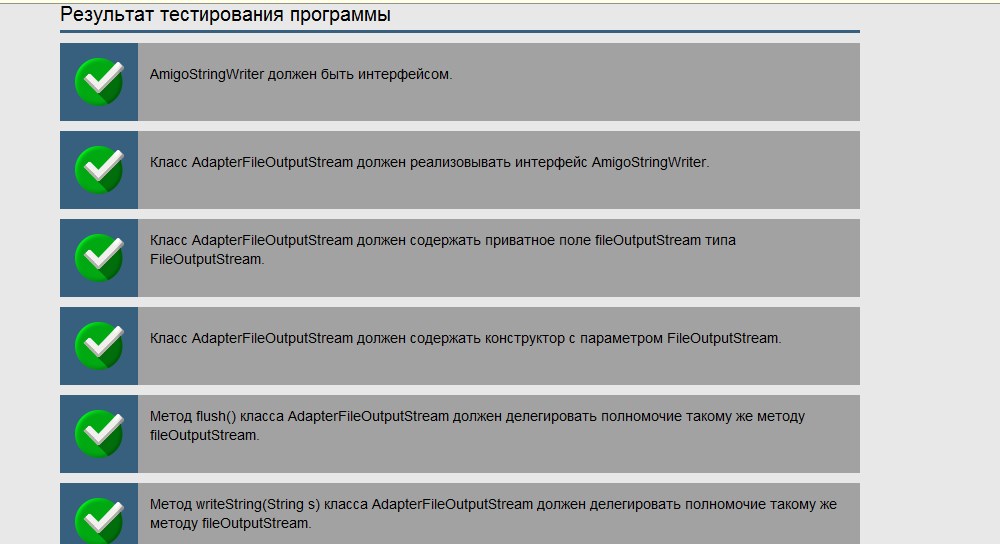 Результат тестирования программы
AmigoStringWriter должен быть интерфейсом.
Класс AdapterFileOutputStream должен реализовывать интерфейс AmigoStringWriter.
Класс AdapterFileOutputStream должен содержать приватное поле fileOutputStream типа
FileOutputStream.
Класс AdapterFileOutputStream должен содержать конструктор с параметром FileOutputStream.
Метод flush() класса AdapterFileOutputStream должен делегировать полномочие такому же методу
fileOutputStream.
Метод writeString(String s) класса AdapterFileOutputStream должен делегировать полномочие такому же
методу fileOutputStream.